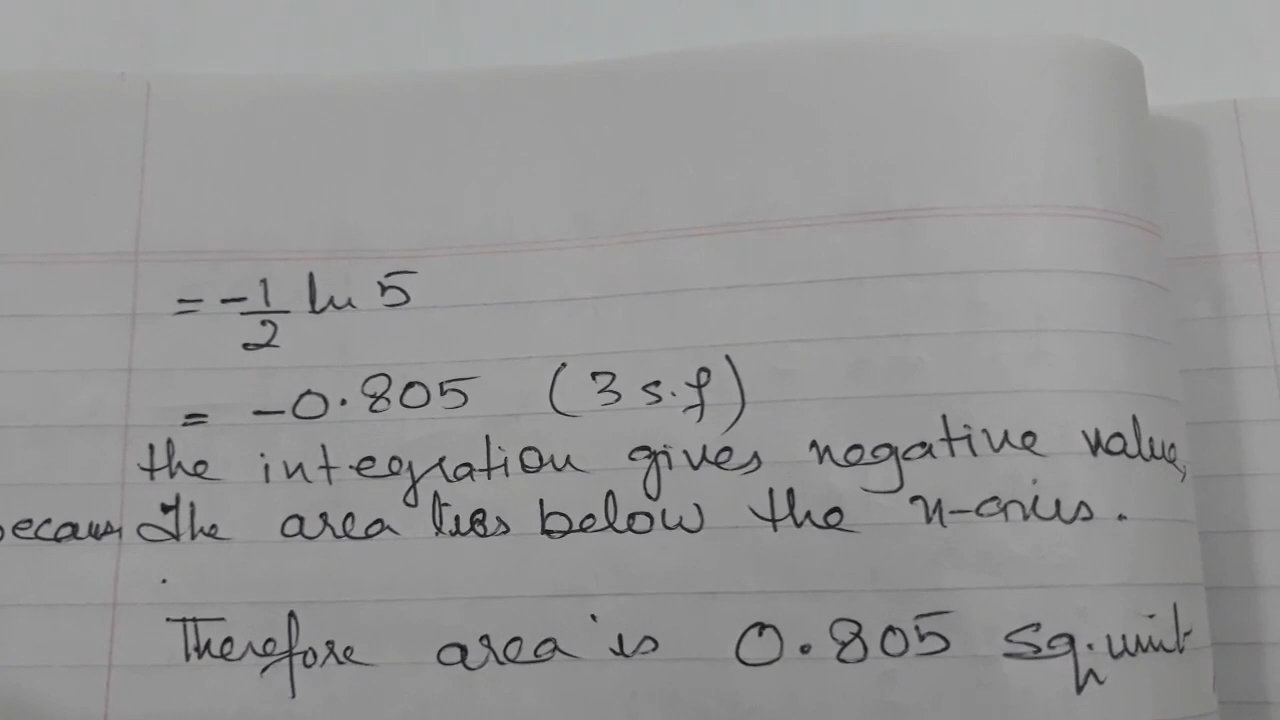 = -1/2 ln 5
= -0.805 (3 s.f)
the integration gives negative value,
because the area lies below the x-axis.
Therefore area is 0.805 sq. unit